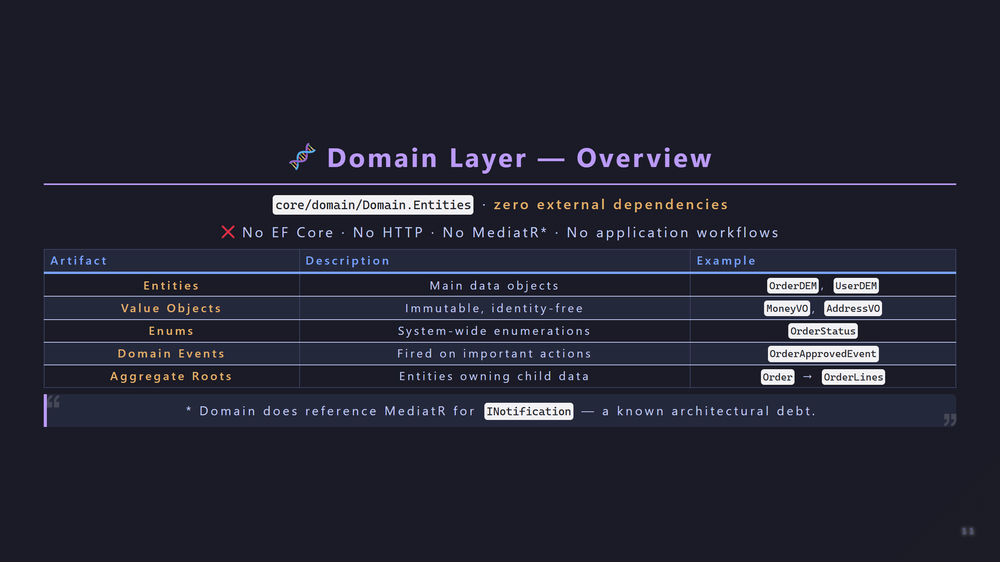 🧬 Domain Layer — Overview
core/domain/Domain.Entities · zero external dependencies
❌ No EF Core · No HTTP · No MediatR* · No application workflows
Artifact Description Example
Entities Main data objects OrderDEM, UserDEM
Value Objects Immutable, identity-free MoneyVO, AddressVO
Enums System-wide enumerations OrderStatus
Domain Events Fired on important actions OrderApprovedEvent
Aggregate Roots Entities owning child data Order → OrderLines
“ * Domain does reference MediatR for INotification — a known architectural debt. ”
11